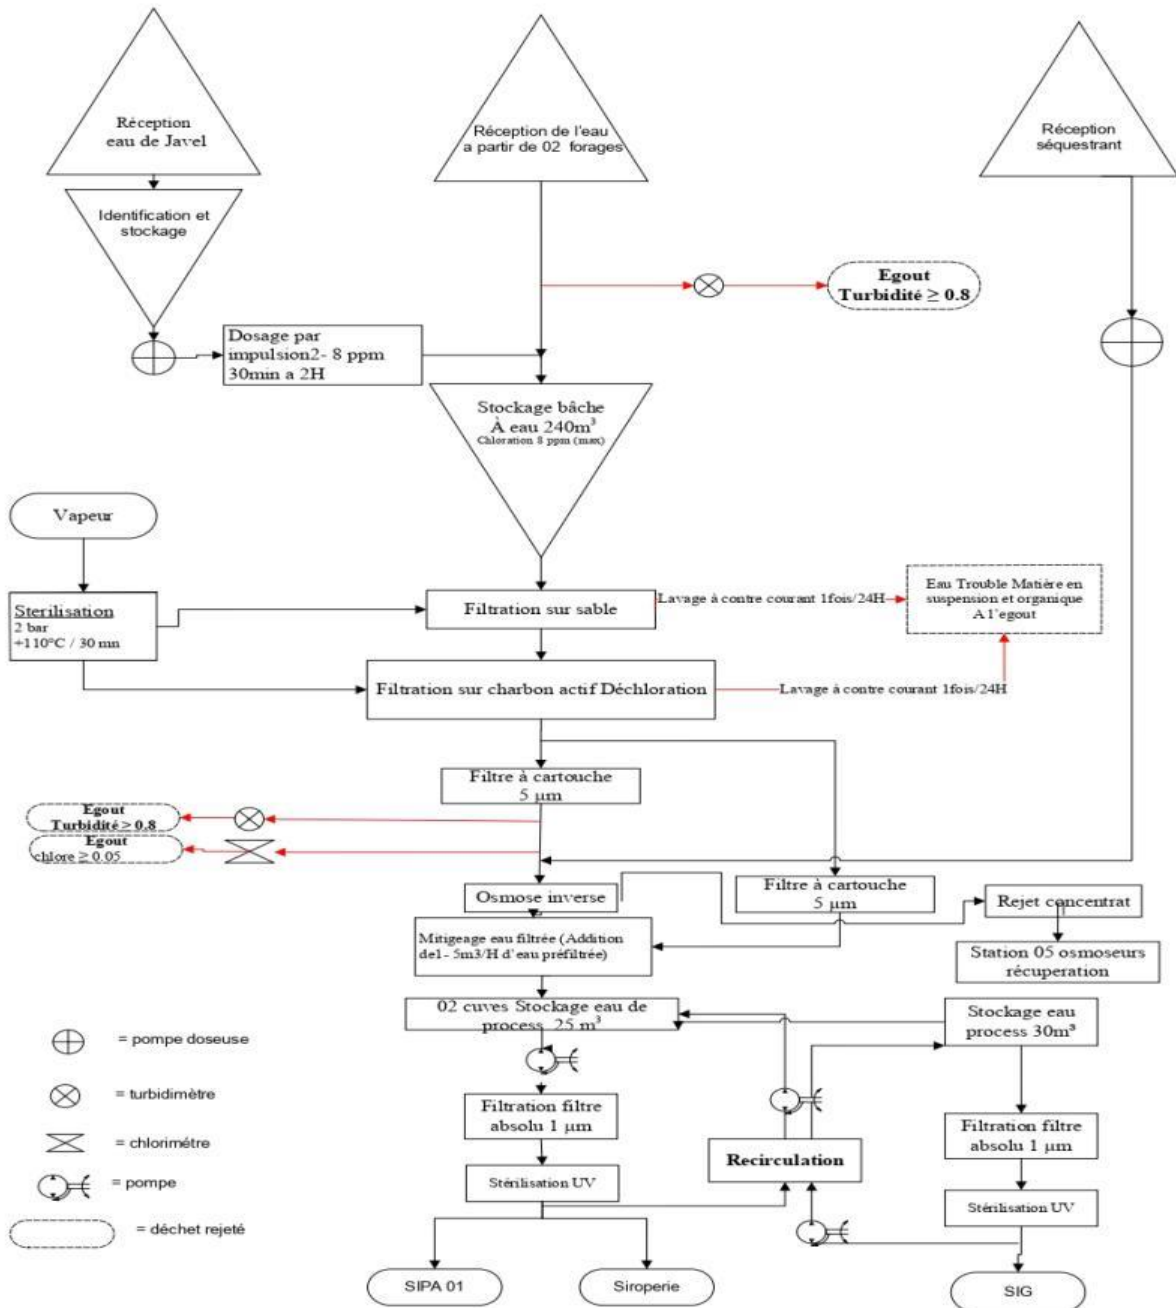 Réception
eau de Javel
Réception de l'eau
a partir de 02 forages
Réception
séquestrant
Identification et
stockage
Egout
Turbidité ≥ 0.8
Dosage par
impulsion2- 8 ppm
30min a 2H
Stockage bâche
À eau 240m³
Chloration 8 ppm (max)
Vapeur
Sterilisation
2 bar
+110°C / 30 mn
Filtration sur sable
Lavage à contre courant 1fois/24H
Eau Trouble Matière en
suspension et organique
A l'egout
Filtration sur charbon actif Déchloration
Lavage à contre courant 1fois/24H
Filtre à cartouche
5 µm
Egout
Turbidité ≥ 0.8
Egout
chlore ≥ 0.05
Osmose inverse
Filtre à cartouche
5 µm
Rejet concentrat
Mitigeage eau filtrée (Addition
de1- 5m3/H d'eau préfiltrée)
Station 05 osmoseurs
récuperation
02 cuves Stockage eau de
process 25 m³
Stockage eau
process 30m³
= pompe doseuse
= turbidimètre
= chlorimétre
= pompe
= déchet rejeté
Filtration filtre
absolu 1 µm
Filtration filtre
absolu 1 µm
Recirculation
Stérilisation UV
Stérilisation UV
SIPA 01
Siroperie
SIG